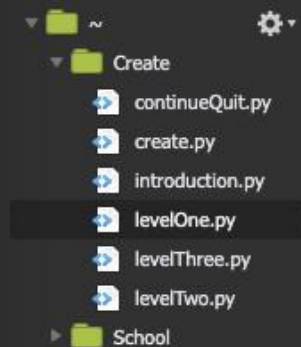 ~
Create
continueQuit.py
create.py
introduction.py
levelOne.py
levelThree.py
levelTwo.py
School